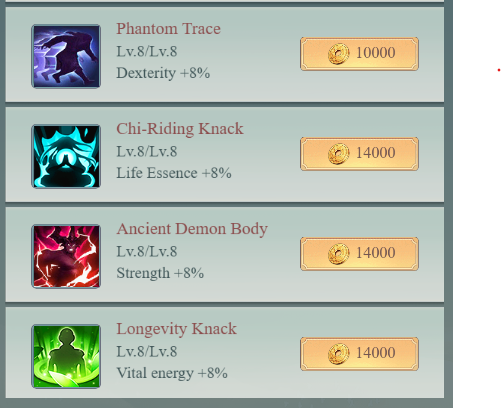 Phantom Trace
Lv.8/Lv.8
Dexterity +8%
10000
Chi-Riding Knack
Lv.8/Lv.8
Life Essence +8%
14000
Ancient Demon Body
Lv.8/Lv.8
Strength +8%
14000
Longevity Knack
Lv.8/Lv.8
Vital energy +8%
14000